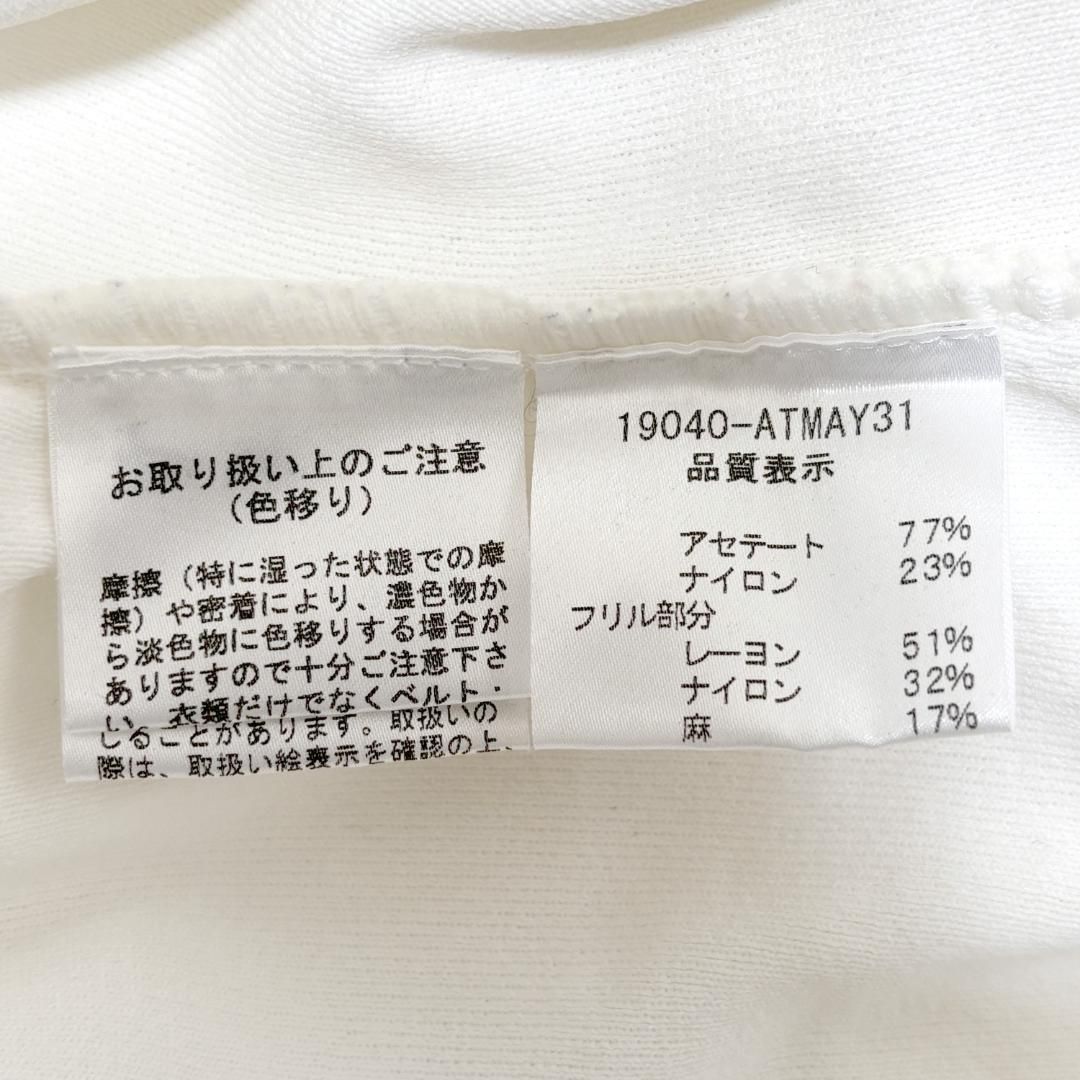 お取り扱い上のご注意
(色移り)
摩擦(特に湿った状態での摩
擦)や密着により、濃色物か
ら淡色物に色移りする場合が
ありますので十分ご注意下さ
い。衣類だけでなくベルト・
じることがあります。取扱いの
際は、取扱い絵表示を確認の上、
19040-ATMAY31
品質表示
アセテート 77%
ナイロン 23%
フリル部分
レーヨン 51%
ナイロン 32%
麻 17%